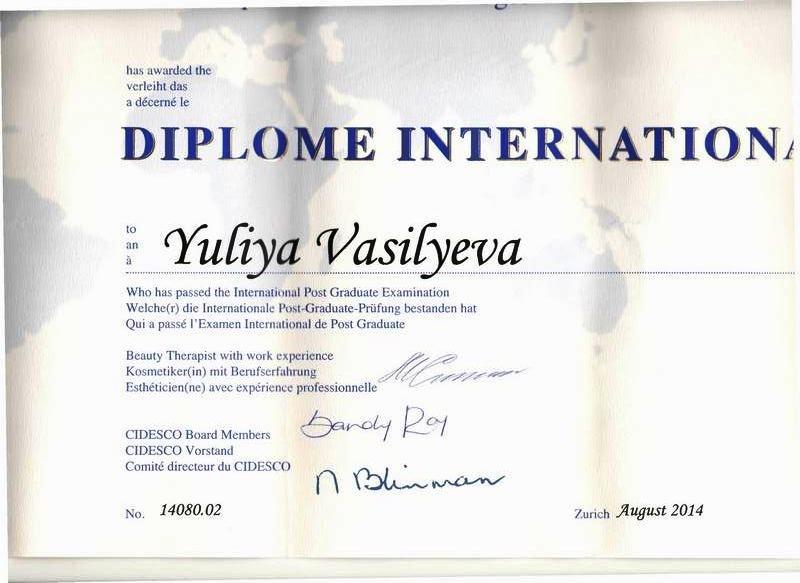 has awarded the
verleiht das
a décerné le
DIPLOME INTERNATIONA
to
an
à
Yuliya Vasilyeva
Who has passed the International Post Graduate Examination
Welche(r) die Internationale Post-Graduate-Prüfung bestanden hat
Qui a passé l'Examen International de Post Graduate
Beauty Therapist with work experience
Kosmetiker(in) mit Berufserfahrung
Esthéticien(ne) avec expérience professionnelle
Sandy Roy
CIDESCO Board Members
CIDESCO Vorstand
Comité directeur du CIDESCO
N Blinman
No. 14080.02
Zurich August 2014